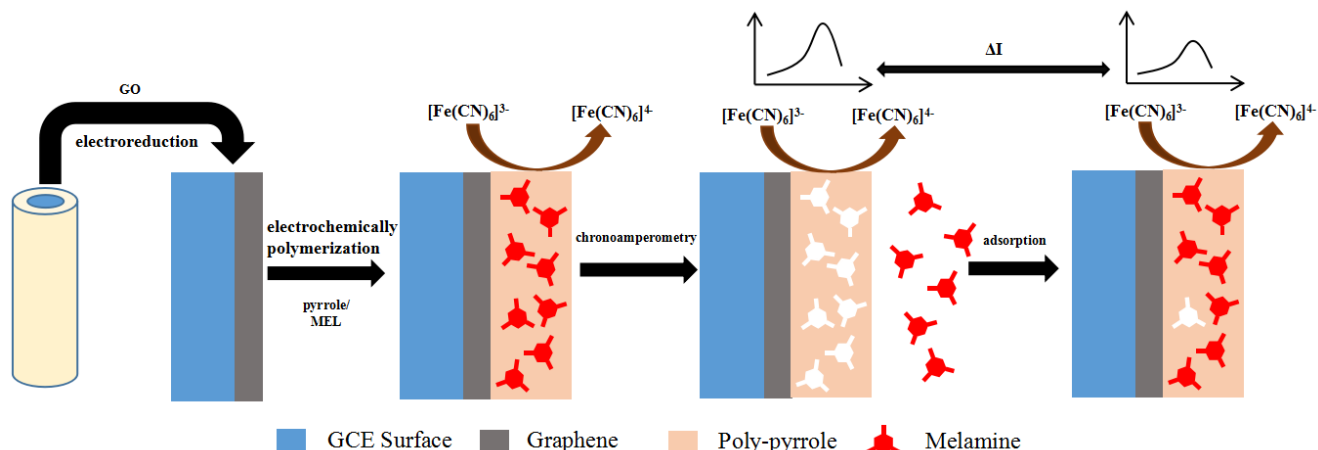 GO
electroreduction
electrochemically
polymerization
pyrrole/
MEL
[Fe(CN)₆]³⁻
[Fe(CN)₆]⁴⁻
chronoamperometry
ΔI
[Fe(CN)₆]³⁻
[Fe(CN)₆]⁴⁻
adsorption
[Fe(CN)₆]³⁻
[Fe(CN)₆]⁴⁻
GCE Surface
Graphene
Poly-pyrrole
Melamine